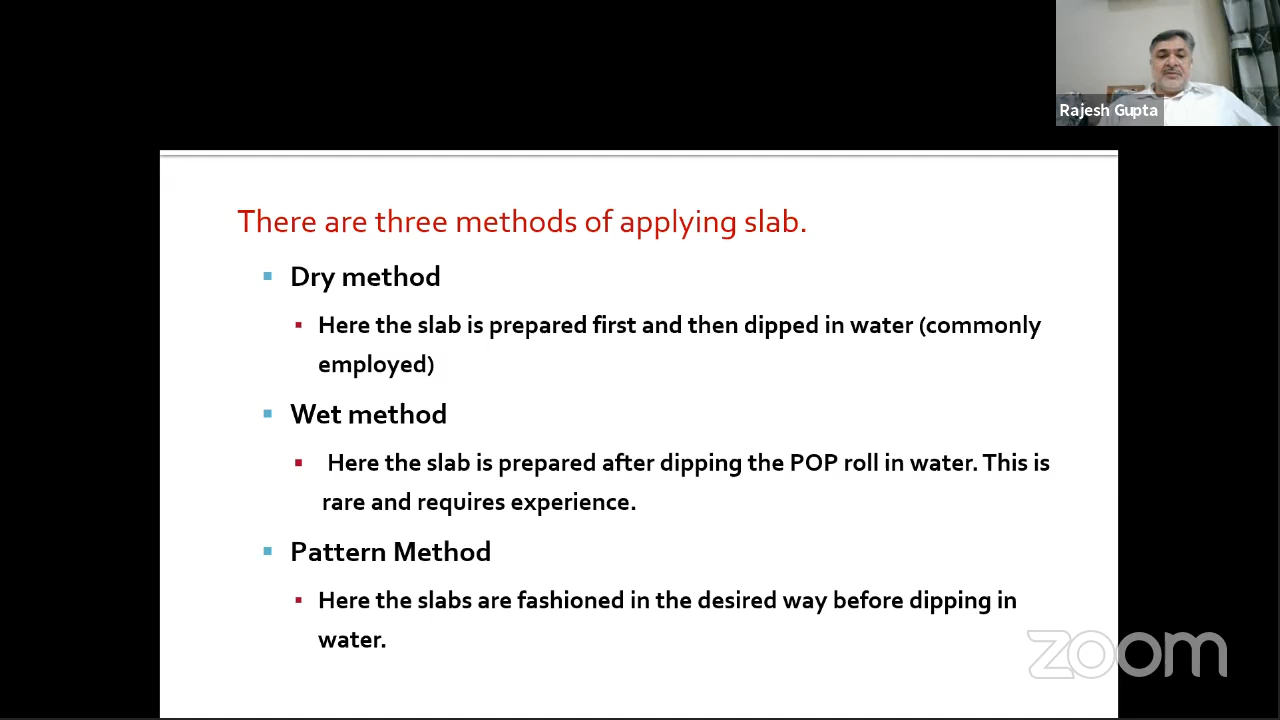 Rajesh Gupta
There are three methods of applying slab.
Dry method
Here the slab is prepared first and then dipped in water (commonly
employed)
Wet method
Here the slab is prepared after dipping the POP roll in water. This is
rare and requires experience.
Pattern Method
Here the slabs are fashioned in the desired way before dipping in
water.
zoom